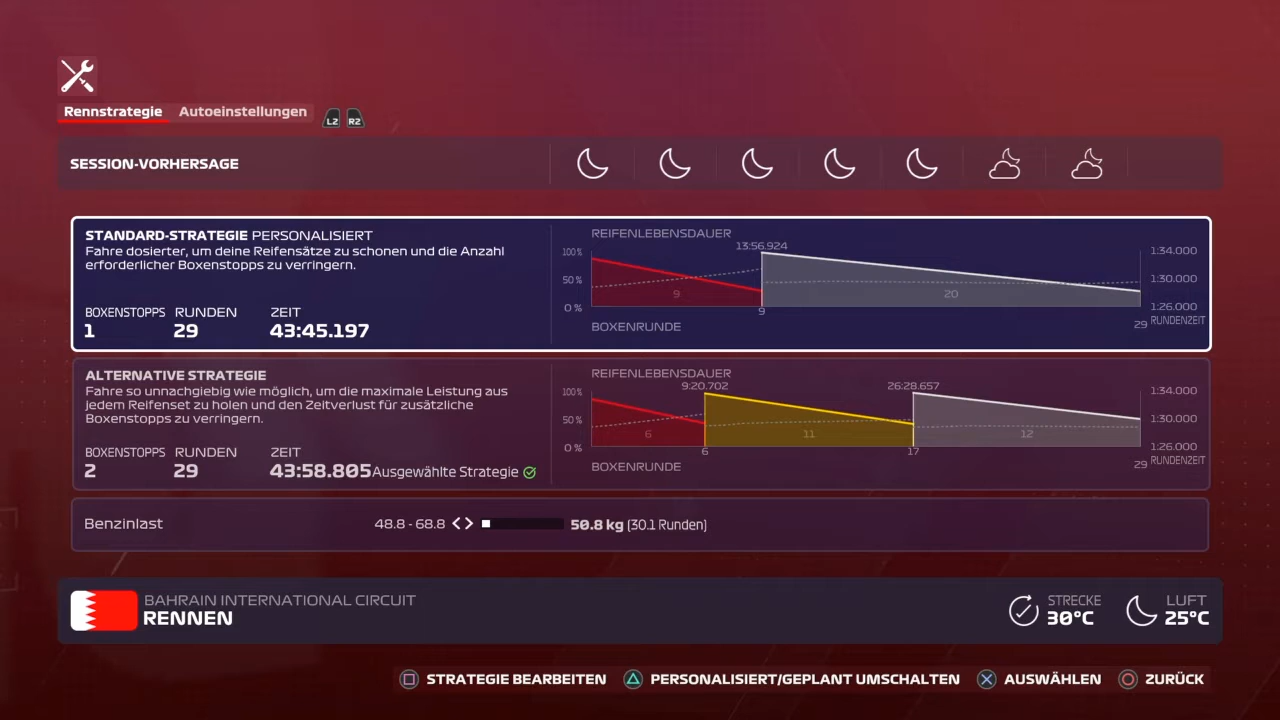 Rennstrategie Autoeinstellungen L2 R2
SESSION-VORHERSAGE
STANDARD-STRATEGIE PERSONALISIERT
Fahre dosierter, um deine Reifensätze zu schonen und die Anzahl
erforderlicher Boxenstopps zu verringern.
BOXENSTOPPS RUNDEN ZEIT
1 29 43:45.197
REIFENLEBENSDAUER
13:56.924
100 % 1:34.000
50 % 1:30.000
9 20
0 % 1:26.000
9
BOXENRUNDE 29 RUNDENZEIT
ALTERNATIVE STRATEGIE
Fahre so unnachgiebig wie möglich, um die maximale Leistung aus
jedem Reifenset zu holen und den Zeitverlust für zusätzliche
Boxenstopps zu verringern.
BOXENSTOPPS RUNDEN ZEIT
2 29 43:58.805 Ausgewählte Strategie
REIFENLEBENSDAUER
9:20.702 26:28.657
100 % 1:34.000
50 % 1:30.000
6 11 12
0 % 1:26.000
6 17
BOXENRUNDE 29 RUNDENZEIT
Benzinlast 48.8 - 68.8 < > 50.8 kg (30.1 Runden)
BAHRAIN INTERNATIONAL CIRCUIT
RENNEN
STRECKE
30°C
LUFT
25°C
STRATEGIE BEARBEITEN PERSONALISIERT/GEPLANT UMSCHALTEN AUSWÄHLEN ZURÜCK